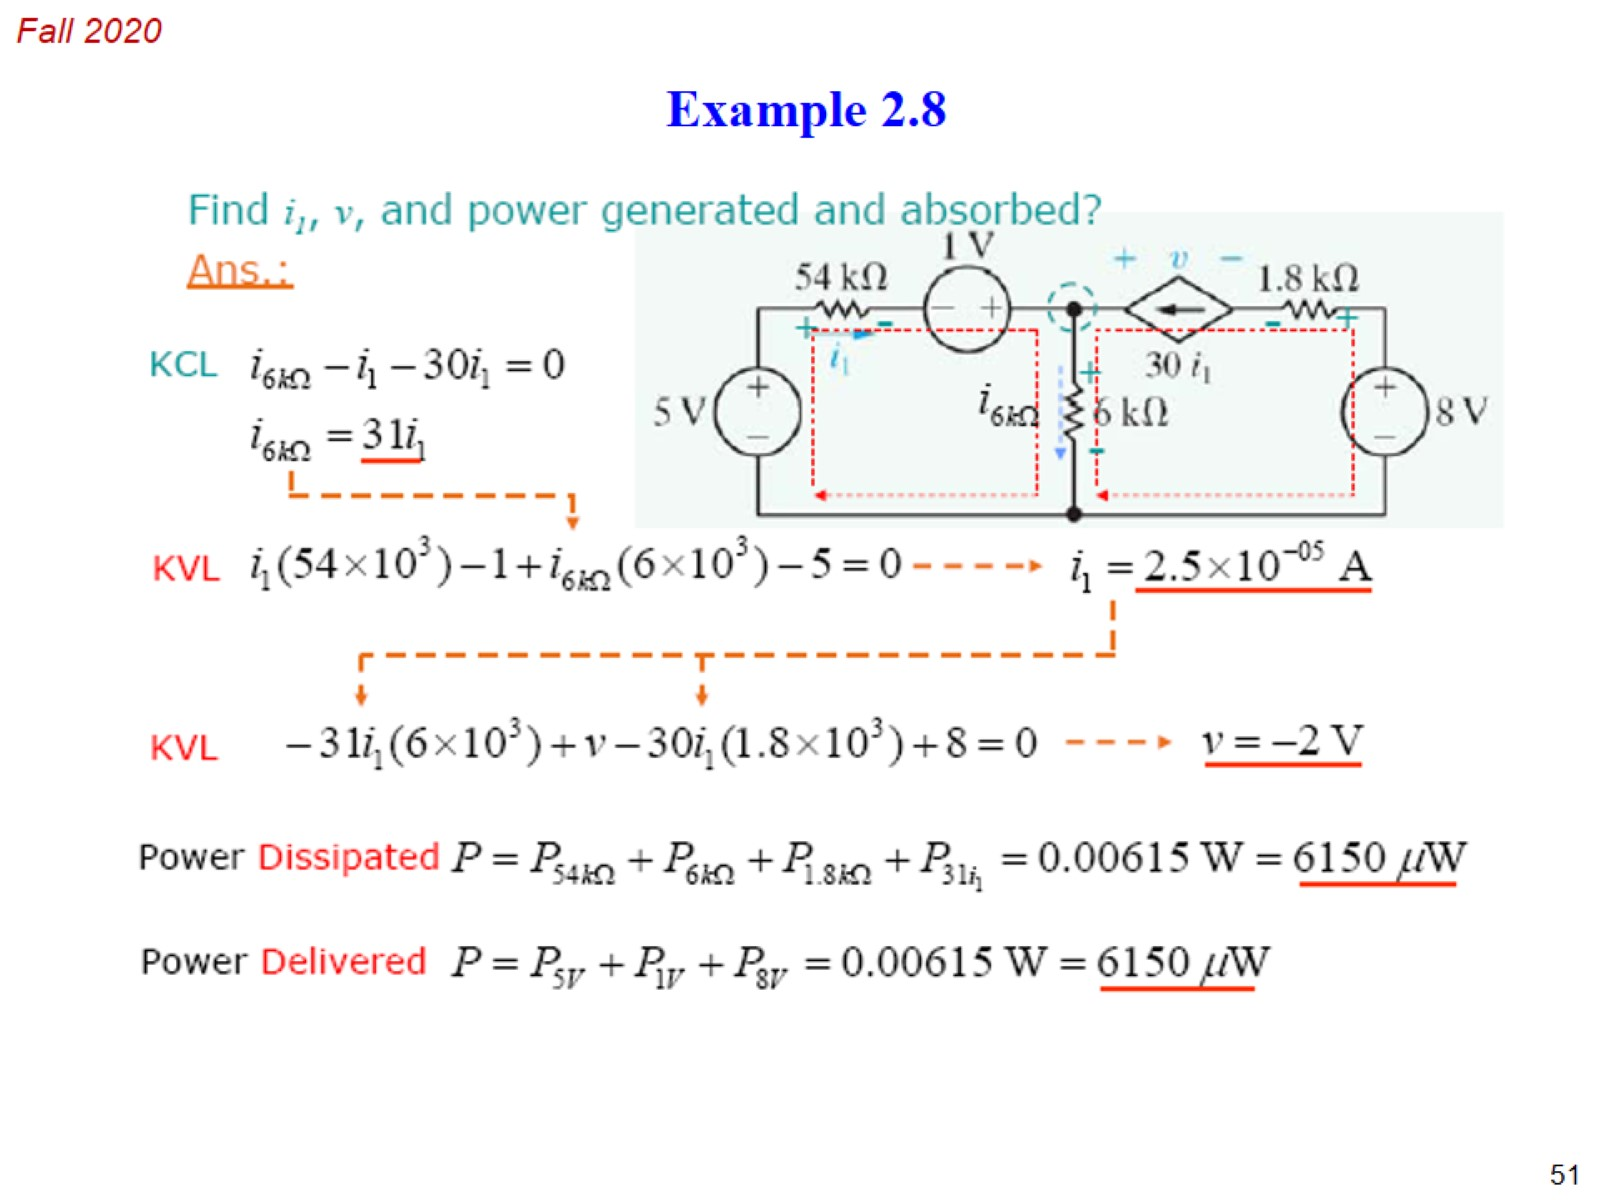 Fall 2020
Example 2.8
Find i₁, v, and power generated and absorbed?
Ans.:
1 V
+ v −
54 kΩ
1.8 kΩ
− +
+ −
− +
i₁
30 i₁
KCL i₆ₖΩ − i₁ − 30i₁ = 0
5 V
+
−
i₆ₖΩ
+
−
6 kΩ
+
−
8 V
i₆ₖΩ = 31i₁
KVL i₁(54×10³) − 1 + i₆ₖΩ(6×10³) − 5 = 0
i₁ = 2.5×10⁻⁰⁵ A
KVL −31i₁(6×10³) + v − 30i₁(1.8×10³) + 8 = 0
v = −2 V
Power Dissipated P = P₅₄ₖΩ + P₆ₖΩ + P₁.₈ₖΩ + P₃₁ᵢ₁ = 0.00615 W = 6150 μW
Power Delivered P = P₅V + P₁V + P₈V = 0.00615 W = 6150 μW
51